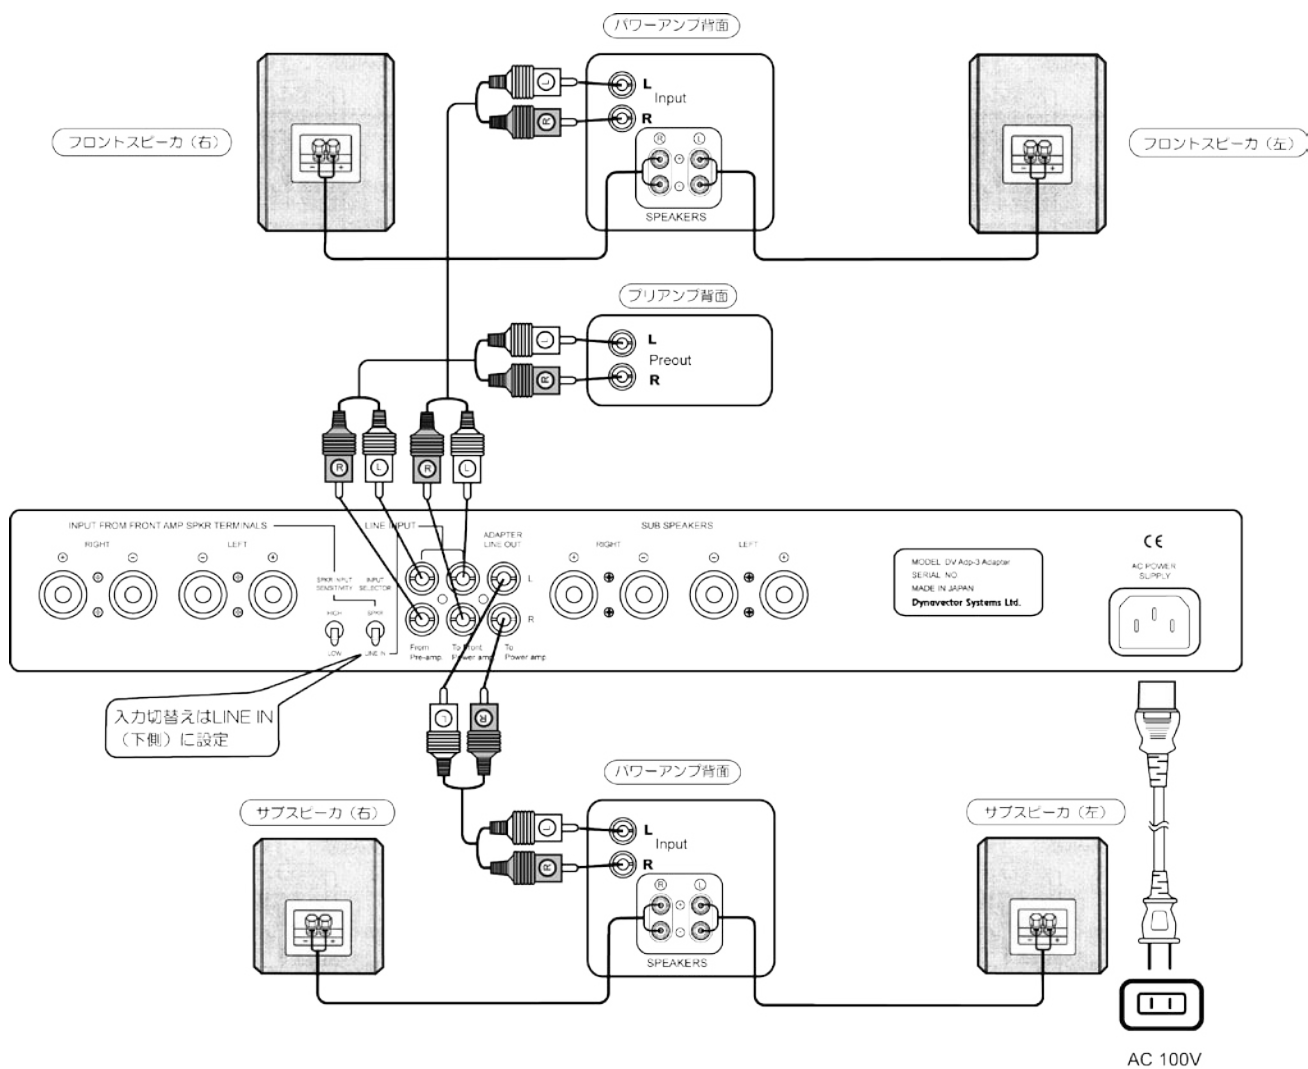 パワーアンプ背面
L
L
Input
R
R
R
L
SPEAKERS
フロントスピーカ（右）
フロントスピーカ（左）
プリアンプ背面
L
L
Preout
R
R
R
L
R
L
INPUT FROM FRONT AMP SPKR TERMINALS
RIGHT
LEFT
SPKR INPUT
SENSITIVITY
INPUT
SELECTOR
HIGH
LOW
SPKR
LINE IN
LINE INPUT
ADAPTER
LINE OUT
L
R
From
Pre-amp.
To Front
Power amp
To
Power amp
SUB SPEAKERS
RIGHT
LEFT
MODEL DV Adp-3 Adapter
SERIAL NO
MADE IN JAPAN
Dynavector Systems Ltd.
CE
AC POWER
SUPPLY
入力切替えはLINE IN
（下側）に設定
L
R
パワーアンプ背面
L
L
Input
R
R
R
L
SPEAKERS
サブスピーカ（右）
サブスピーカ（左）
AC 100V